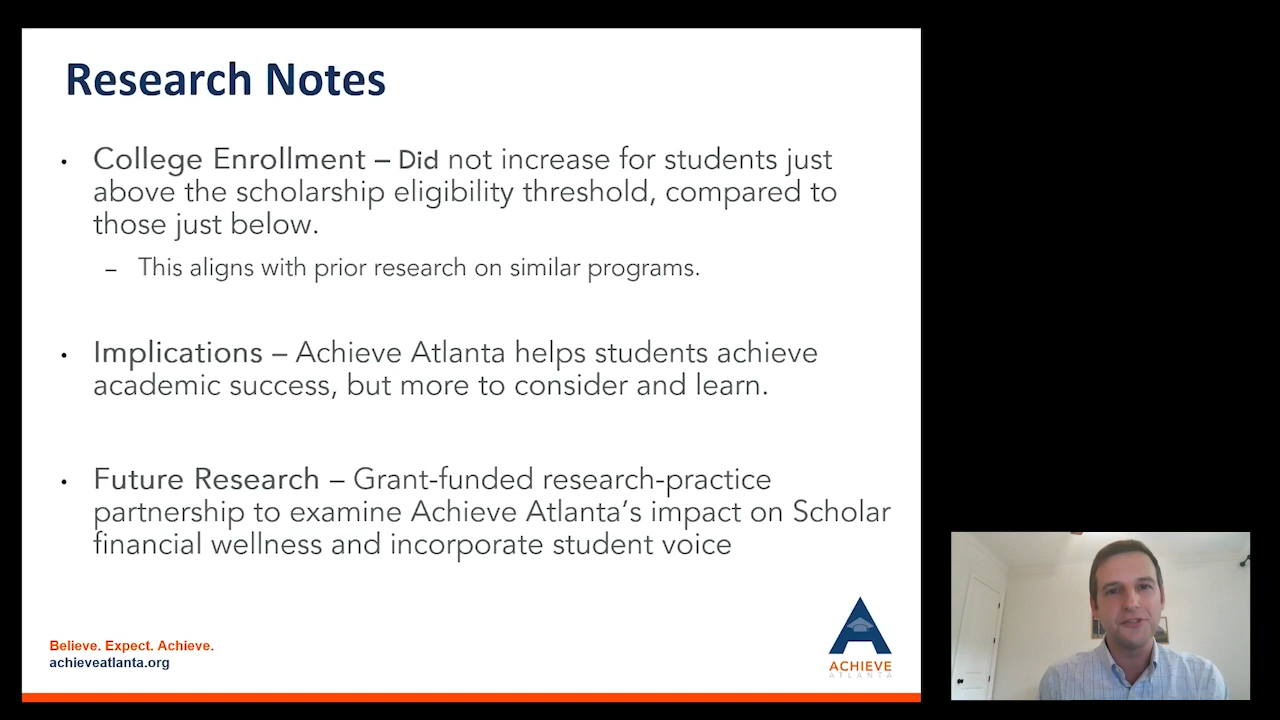 Research Notes
• College Enrollment – Did not increase for students just
above the scholarship eligibility threshold, compared to
those just below.
– This aligns with prior research on similar programs.
• Implications – Achieve Atlanta helps students achieve
academic success, but more to consider and learn.
• Future Research – Grant-funded research-practice
partnership to examine Achieve Atlanta’s impact on Scholar
financial wellness and incorporate student voice
Believe. Expect. Achieve.
achieveatlanta.org
ACHIEVE
ATLANTA